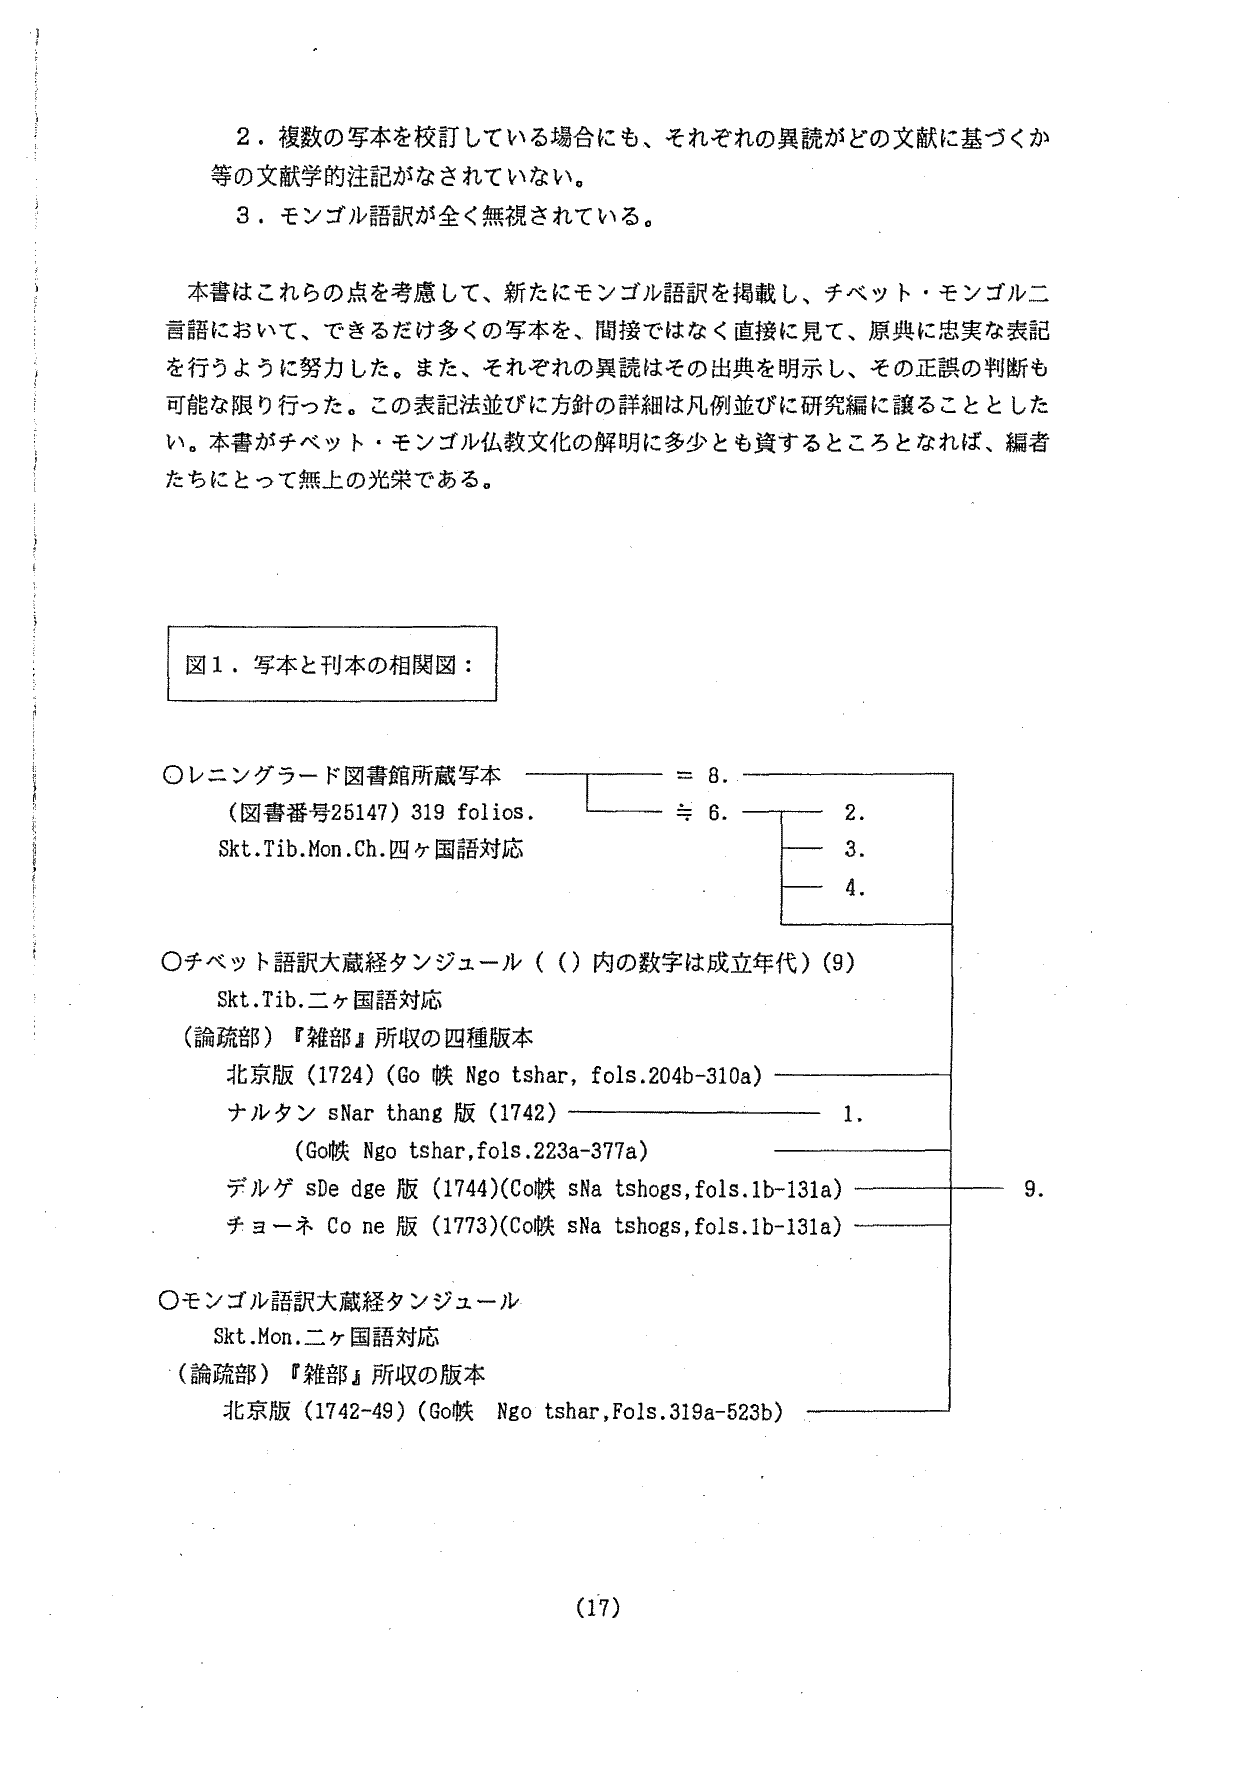 2．複数の写本を校訂している場合にも、それぞれの異読がどの文献に基づくか
等の文献学的注記がなされていない。
3．モンゴル語訳が全く無視されている。
本書はこれらの点を考慮して、新たにモンゴル語訳を掲載し、チベット・モンゴル二
言語において、できるだけ多くの写本を、間接ではなく直接に見て、原典に忠実な表記
を行うように努力した。また、それぞれの異読はその出典を明示し、その正誤の判断も
可能な限り行った。この表記法並びに方針の詳細は凡例並びに研究編に譲ることとした
い。本書がチベット・モンゴル仏教文化の解明に多少とも資するところとなれば、編者
たちにとって無上の光栄である。
図1．写本と刊本の相関図：
〇レニングラード図書館所蔵写本 = 8.
（図書番号25147) 319 folios. ≒ 6. 2.
Skt.Tib.Mon.Ch.四ヶ国語対応 3.
4.
〇チベット語訳大蔵経タンジュール（（）内の数字は成立年代）(9)
Skt.Tib.二ヶ国語対応
（論疏部）『雑部』所収の四種版本
北京版 (1724) (Go 帙 Ngo tshar, fols.204b-310a)
ナルタン sNar thang 版 (1742) 1.
(Go帙 Ngo tshar,fols.223a-377a)
デルゲ sDe dge 版 (1744)(Co帙 sNa tshogs,fols.1b-131a) 9.
チョーネ Co ne 版 (1773)(Co帙 sNa tshogs,fols.1b-131a)
〇モンゴル語訳大蔵経タンジュール
Skt.Mon.二ヶ国語対応
（論疏部）『雑部』所収の版本
北京版 (1742-49) (Go帙 Ngo tshar,Fols.319a-523b)
(17)